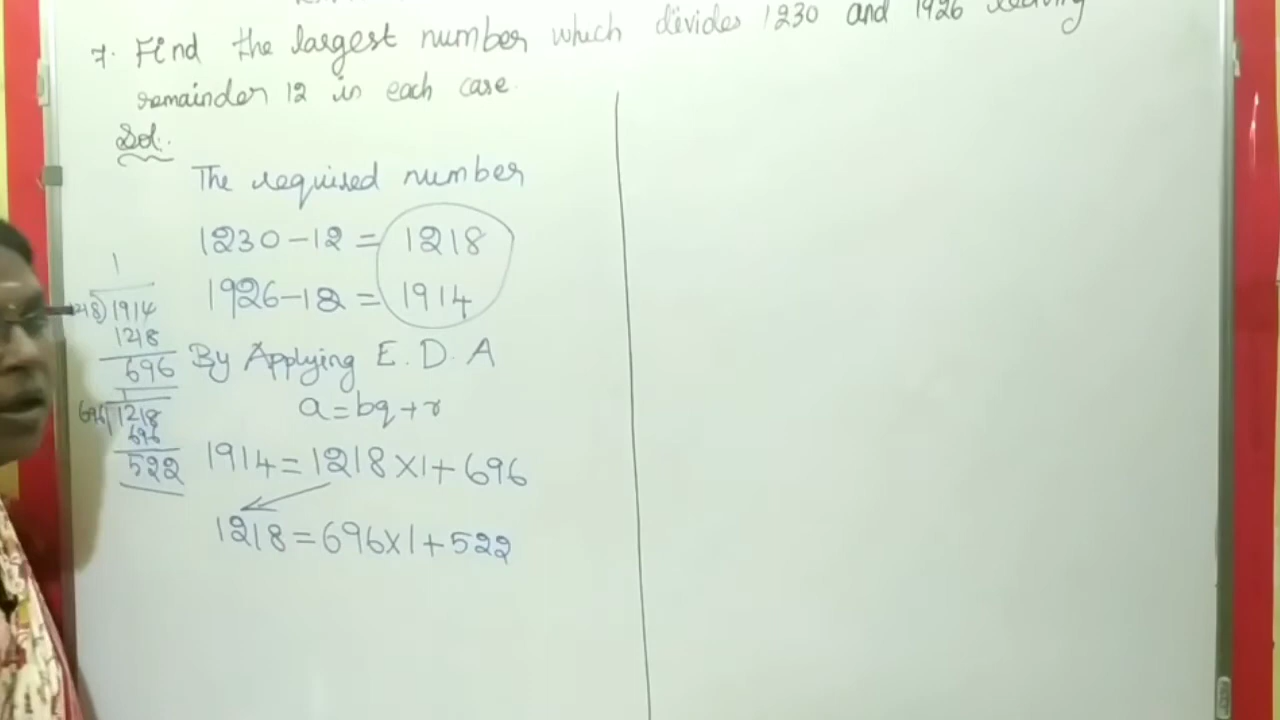 7. Find the largest number which divides 1230 and 1926 leaving
remainder 12 in each case.
Sol:.
The required number
1230-12 = 1218
1926-12 = 1914
By Applying E.D.A
a=bq+r
1914=1218×1+696
1218=696×1+522
1
1218)1914
1218
696
1
696)1218
696
522